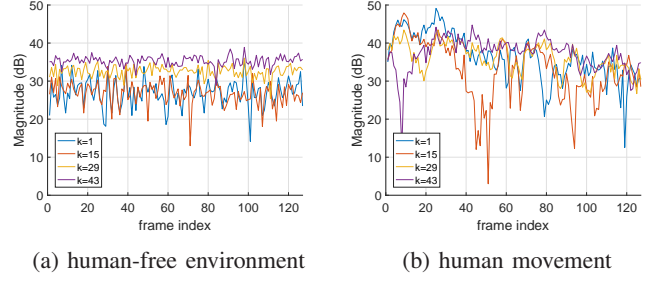 50
40
30
20
10
0
Magnitude (dB)
k=1
k=15
k=29
k=43
0 20 40 60 80 100 120
frame index
(a) human-free environment
50
40
30
20
10
0
Magnitude (dB)
k=1
k=15
k=29
k=43
0 20 40 60 80 100 120
frame index
(b) human movement